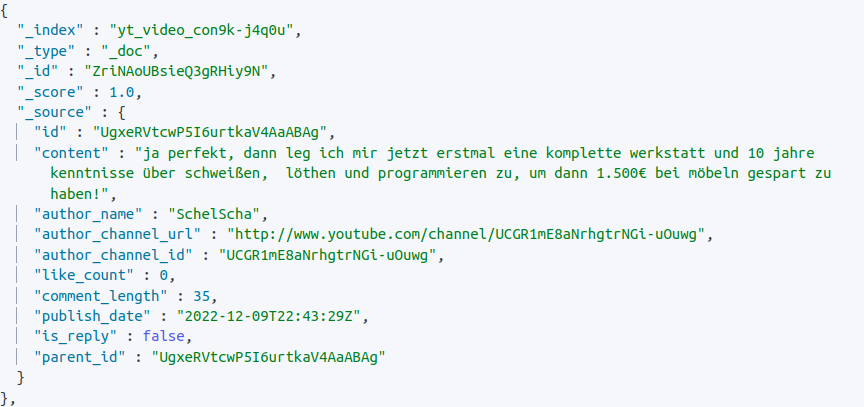 {
"_index" : "yt_video_con9k-j4q0u",
"_type" : "_doc",
"_id" : "ZriNAoUBsieQ3gRHiy9N",
"_score" : 1.0,
"_source" : {
"id" : "UgxeRVtcwP5I6urtkaV4AaABAg",
"content" : "ja perfekt, dann leg ich mir jetzt erstmal eine komplette werkstatt und 10 jahre
kenntnisse über schweißen,  löthen und programmieren zu, um dann 1.500€ bei möbeln gespart zu
haben!",
"author_name" : "SchelScha",
"author_channel_url" : "http://www.youtube.com/channel/UCGR1mE8aNrhgtrNGi-uOuwg",
"author_channel_id" : "UCGR1mE8aNrhgtrNGi-uOuwg",
"like_count" : 0,
"comment_length" : 35,
"publish_date" : "2022-12-09T22:43:29Z",
"is_reply" : false,
"parent_id" : "UgxeRVtcwP5I6urtkaV4AaABAg"
}
},